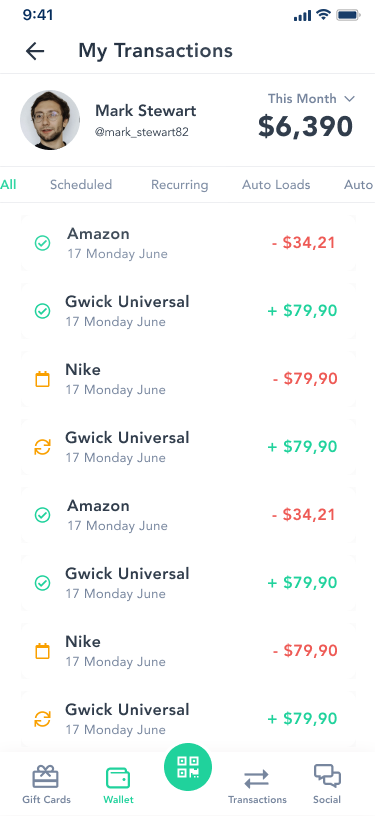 9:41
My Transactions
Mark Stewart
@mark_stewart82
This Month
$6,390
All Scheduled Recurring Auto Loads Auto
Amazon
17 Monday June
- $34,21
Gwick Universal
17 Monday June
+ $79,90
Nike
17 Monday June
- $79,90
Gwick Universal
17 Monday June
+ $79,90
Amazon
17 Monday June
- $34,21
Gwick Universal
17 Monday June
+ $79,90
Nike
17 Monday June
- $79,90
Gwick Universal
17 Monday June
+ $79,90
Gift Cards Wallet Transactions Social